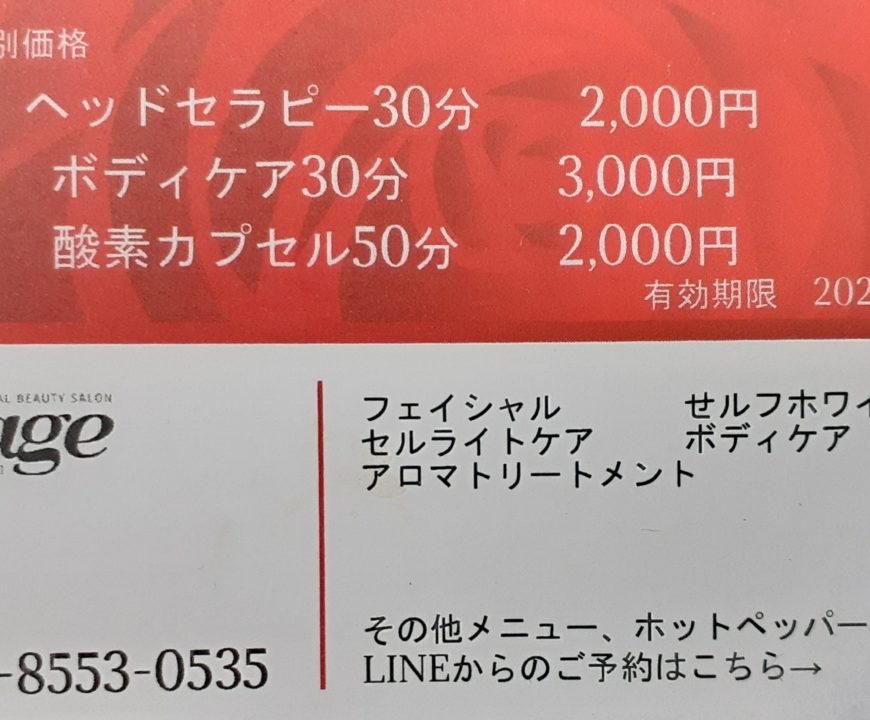 別価格
ヘッドセラピー30分 2,000円
ボディケア30分 3,000円
酸素カプセル50分 2,000円
有効期限 202
AL BEAUTY SALON
age
フェイシャル せルフホワイ
セルライトケア ボディケア
アロマトリートメント
その他メニュー、ホットペッパー
LINEからのご予約はこちら→
-8553-0535